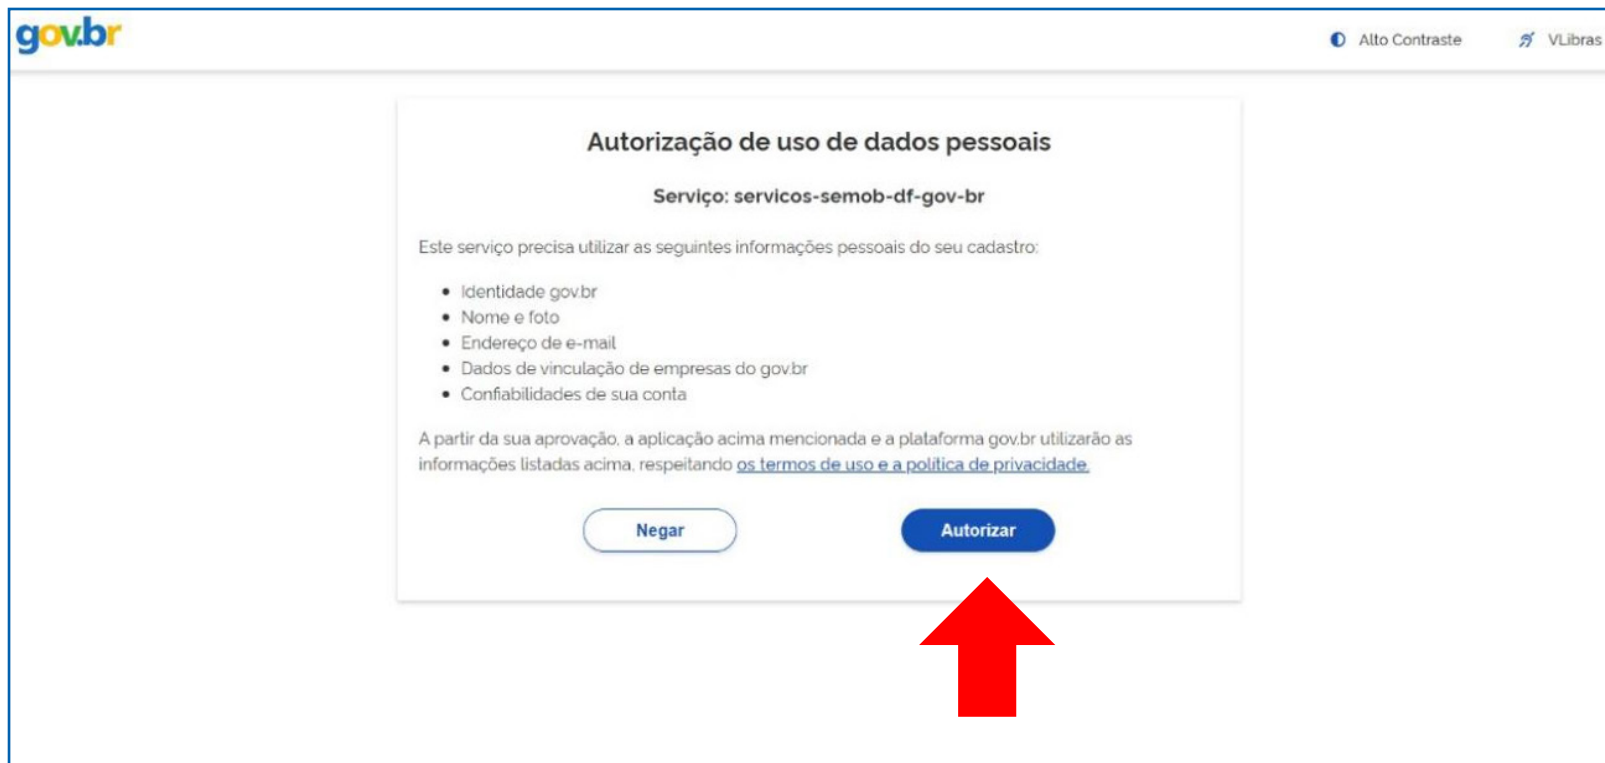 gov.br
Alto Contraste
VLibras
Autorização de uso de dados pessoais
Serviço: servicos-semob-df-gov-br
Este serviço precisa utilizar as seguintes informações pessoais do seu cadastro:
• Identidade gov.br
• Nome e foto
• Endereço de e-mail
• Dados de vinculação de empresas do gov.br
• Confiabilidades de sua conta
A partir da sua aprovação, a aplicação acima mencionada e a plataforma gov.br utilizarão as
informações listadas acima, respeitando os termos de uso e a política de privacidade.
Negar
Autorizar